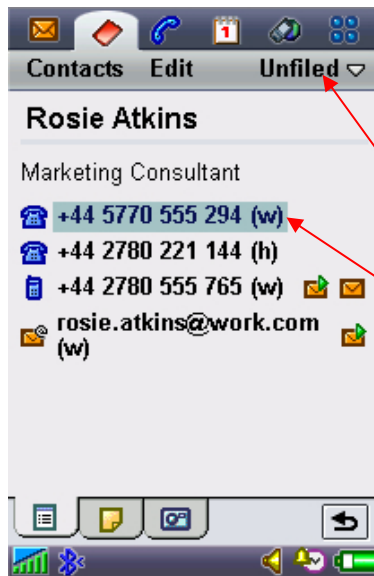 1
Contacts Edit Unfiled
Rosie Atkins
Marketing Consultant
+44 5770 555 294 (w)
+44 2780 221 144 (h)
+44 2780 555 765 (w)
rosie.atkins@work.com
(w)